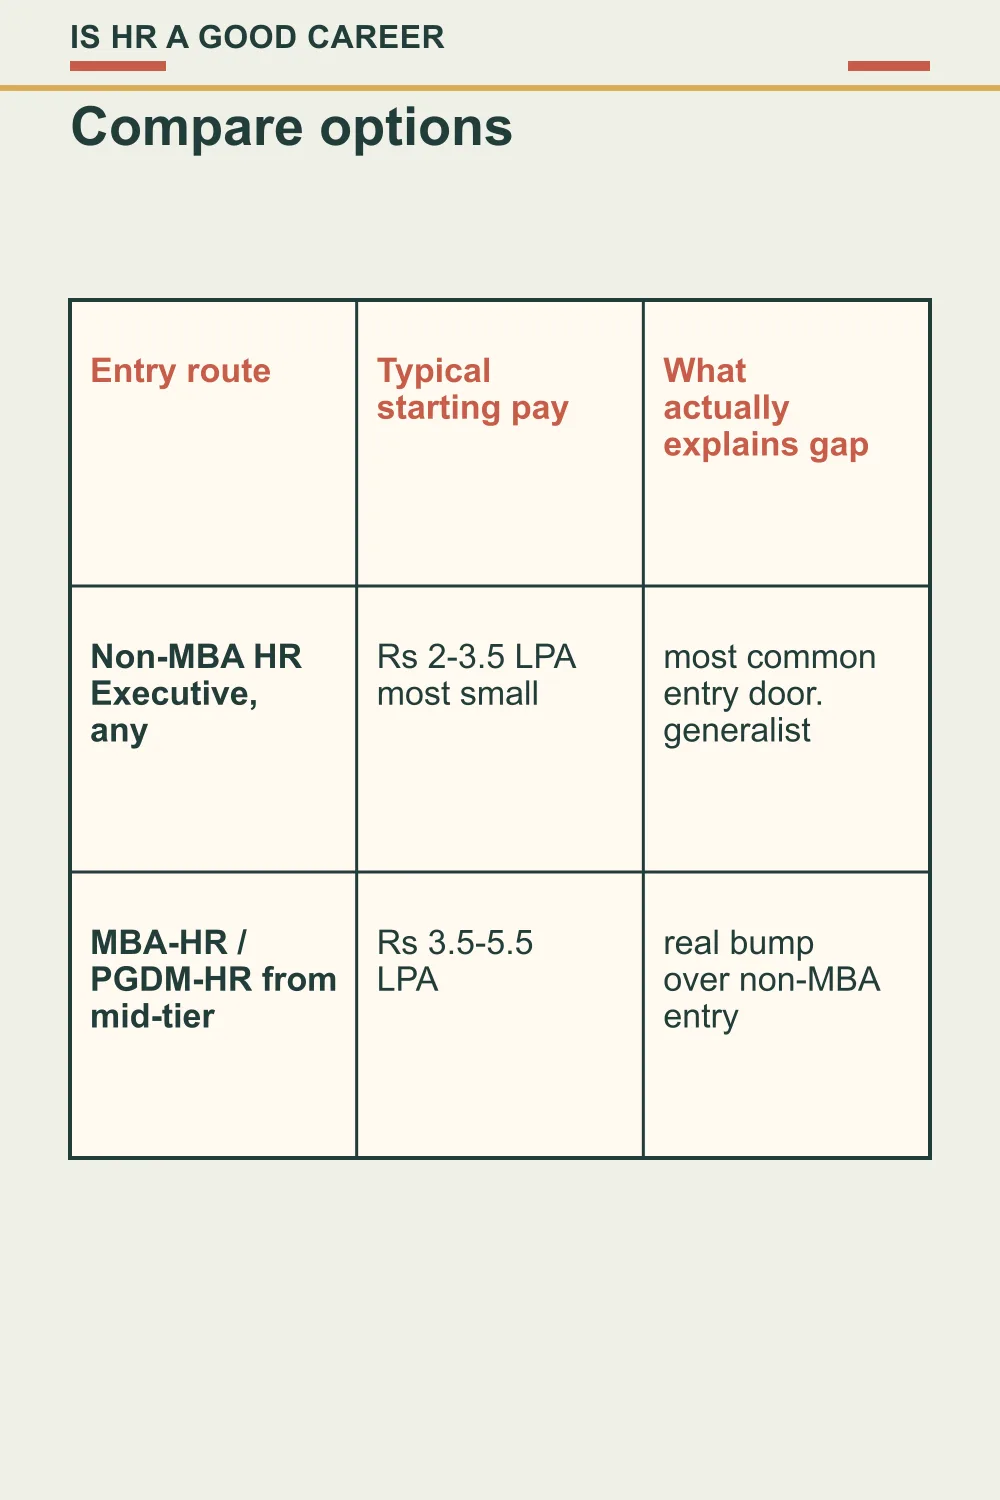 IS HR A GOOD CAREER
Compare options
Entry route
Typical
starting pay
What
actually
explains gap
Non-MBA HR
Executive,
any
Rs 2-3.5 LPA
most small
most common
entry door.
generalist
MBA-HR /
PGDM-HR from
mid-tier
Rs 3.5-5.5
LPA
real bump
over non-MBA
entry